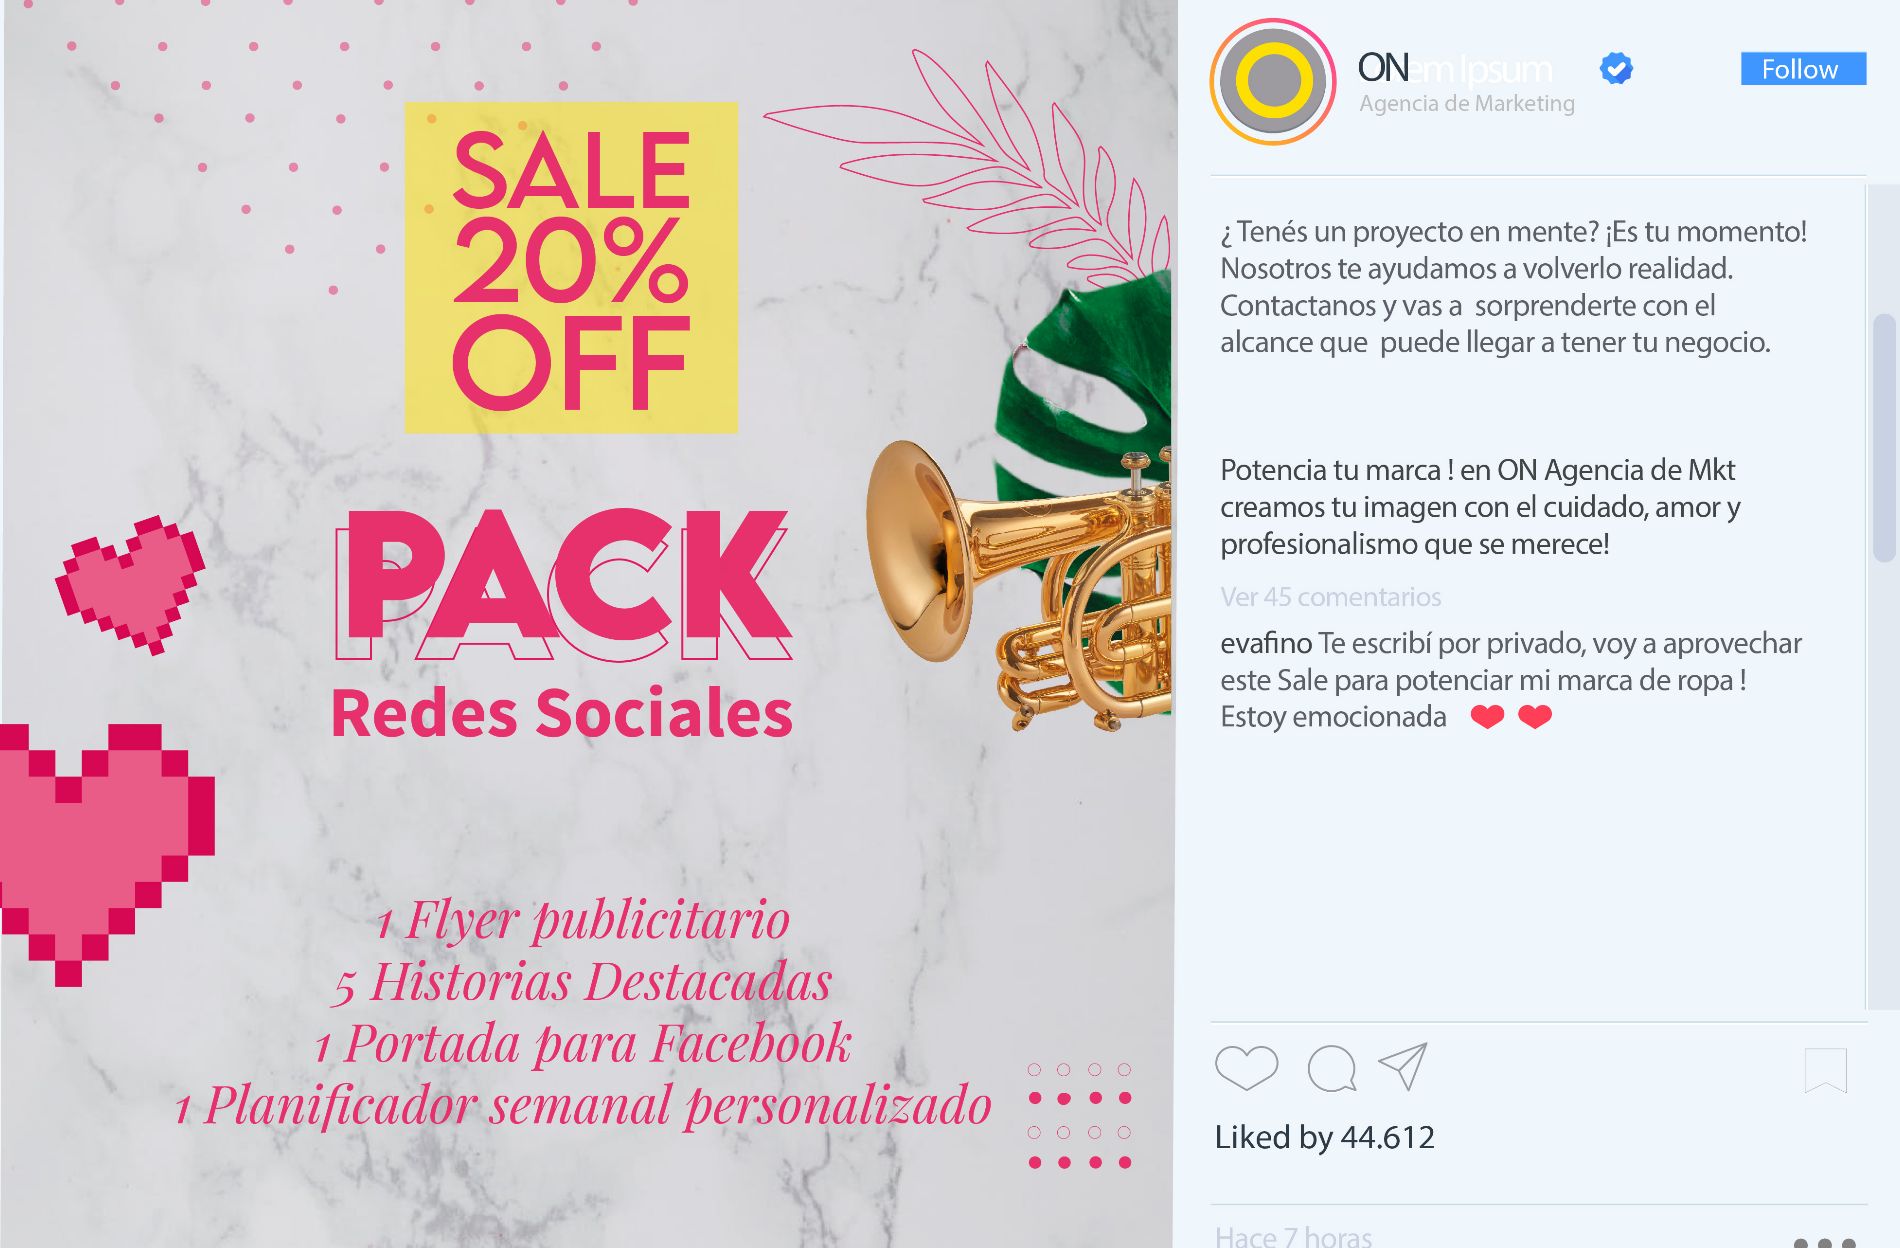 SALE
20%
OFF
PACK
Redes Sociales
1 Flyer publicitario
5 Historias Destacadas
1 Portada para Facebook
1 Planificador semanal personalizado
ONem Ipsum
Agencia de Marketing
Follow
¿ Tenés un proyecto en mente? ¡Es tu momento!
Nosotros te ayudamos a volverlo realidad.
Contactanos y vas a  sorprenderte con el
alcance que  puede llegar a tener tu negocio.
Potencia tu marca ! en ON Agencia de Mkt
creamos tu imagen con el cuidado, amor y
profesionalismo que se merece!
Ver 45 comentarios
evafino Te escribí por privado, voy a aprovechar
este Sale para potenciar mi marca de ropa !
Estoy emocionada
Liked by 44.612
Hace 7 horas